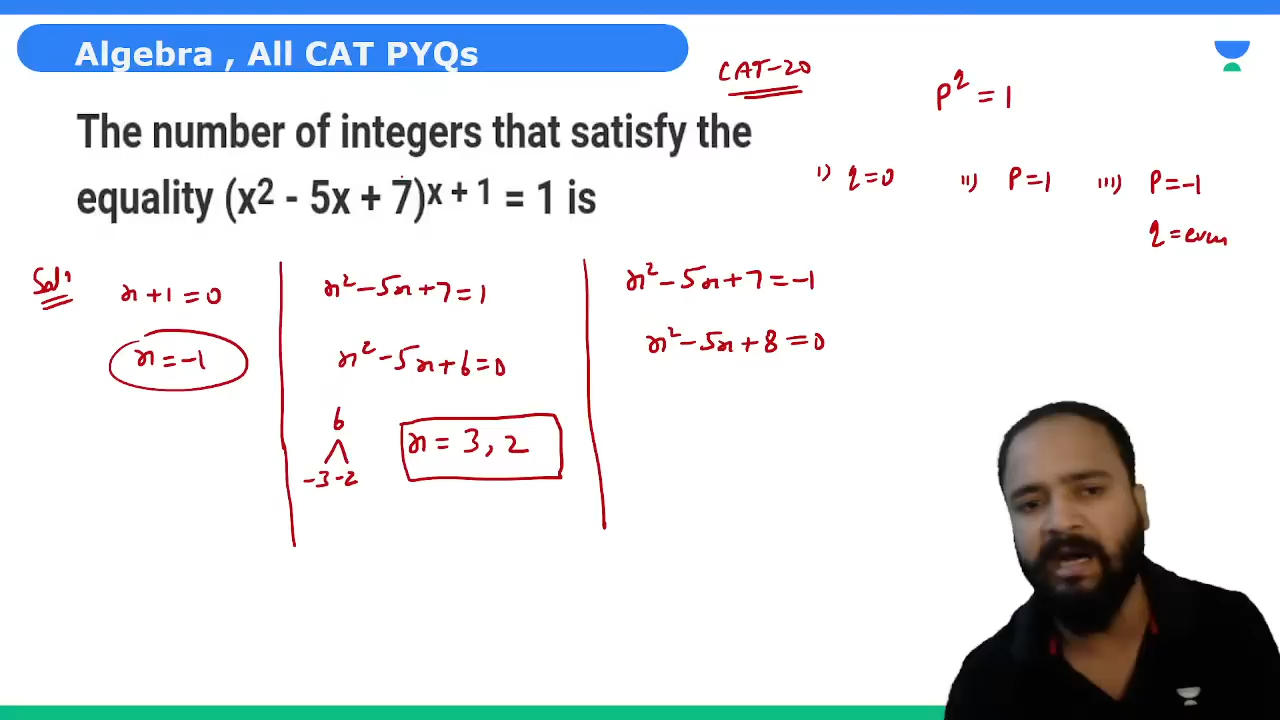 Algebra , All CAT PYQs
CAT-20
The number of integers that satisfy the
equality (x² - 5x + 7)ˣ ⁺ ¹ = 1 is
P^q = 1
i) q=0 ii) P=1 iii) P=-1
q=even
Sol:
x+1=0
x=-1
x²-5x+7=1
x²-5x+6=0
6
-3 -2
x = 3, 2
x²-5x+7=-1
x²-5x+8=0